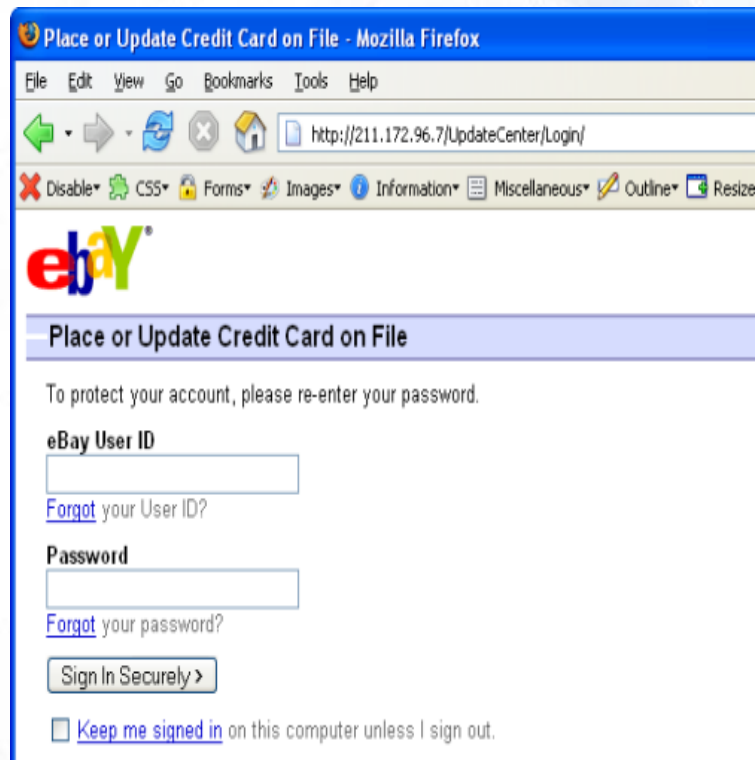 Place or Update Credit Card on File - Mozilla Firefox
File Edit View Go Bookmarks Tools Help
http://211.172.96.7/UpdateCenter/Login/
Disable CSS Forms Images Information Miscellaneous Outline Resize
ebaY®
Place or Update Credit Card on File
To protect your account, please re-enter your password.
eBay User ID
Forgot your User ID?
Password
Forgot your password?
Sign In Securely >
Keep me signed in on this computer unless I sign out.